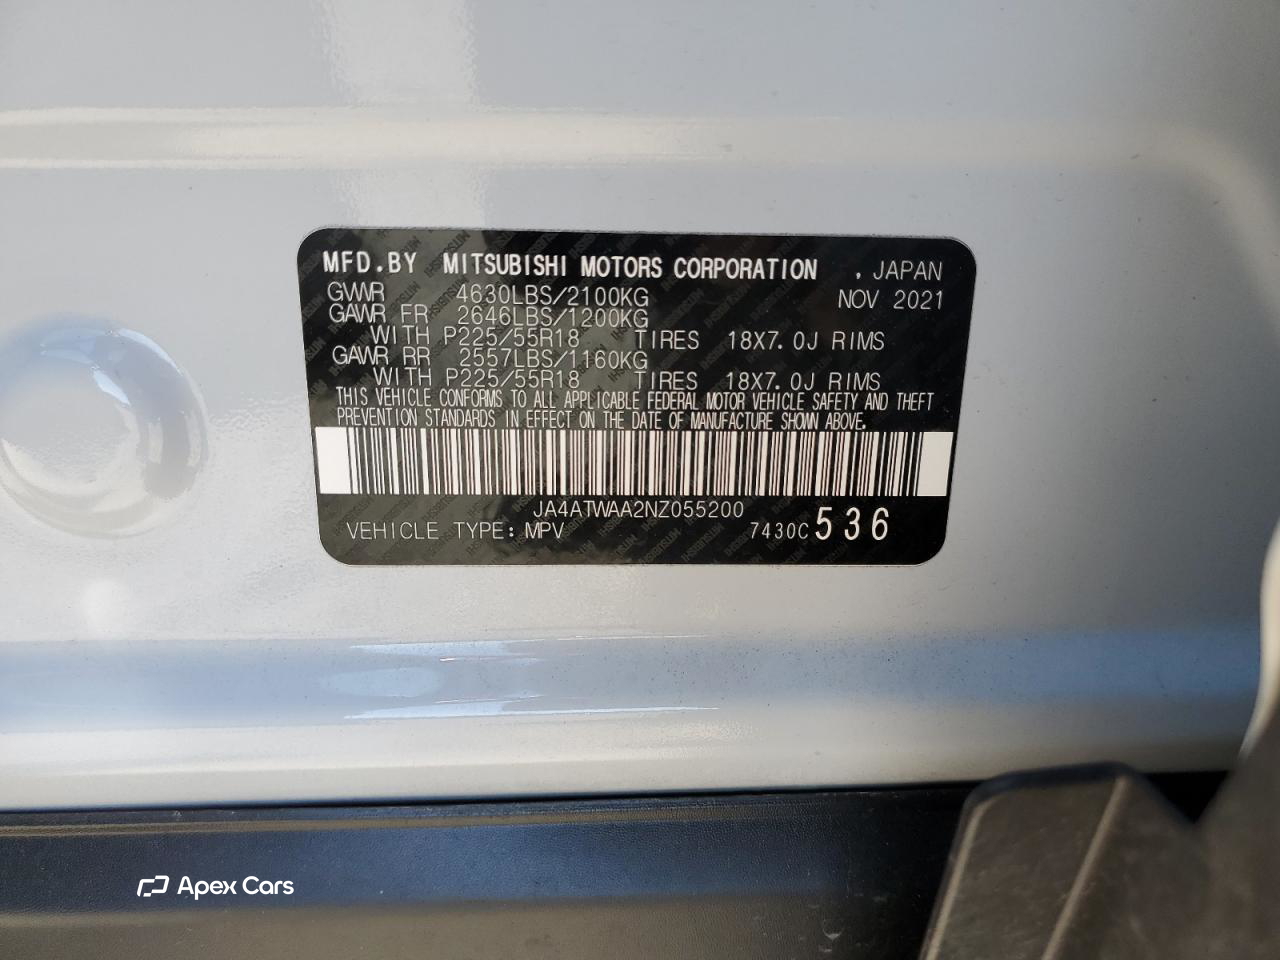 MFD.BY MITSUBISHI MOTORS CORPORATION , JAPAN
GVWR 4630LBS/2100KG NOV 2021
GAWR FR 2646LBS/1200KG
WITH P225/55R18 TIRES 18X7.0J RIMS
GAWR RR 2557LBS/1160KG
WITH P225/55R18 TIRES 18X7.0J RIMS
THIS VEHICLE CONFORMS TO ALL APPLICABLE FEDERAL MOTOR VEHICLE SAFETY AND THEFT
PREVENTION STANDARDS IN EFFECT ON THE DATE OF MANUFACTURE SHOWN ABOVE.
JA4ATWAA2NZ055200
VEHICLE TYPE: MPV 7430C 536
Apex Cars